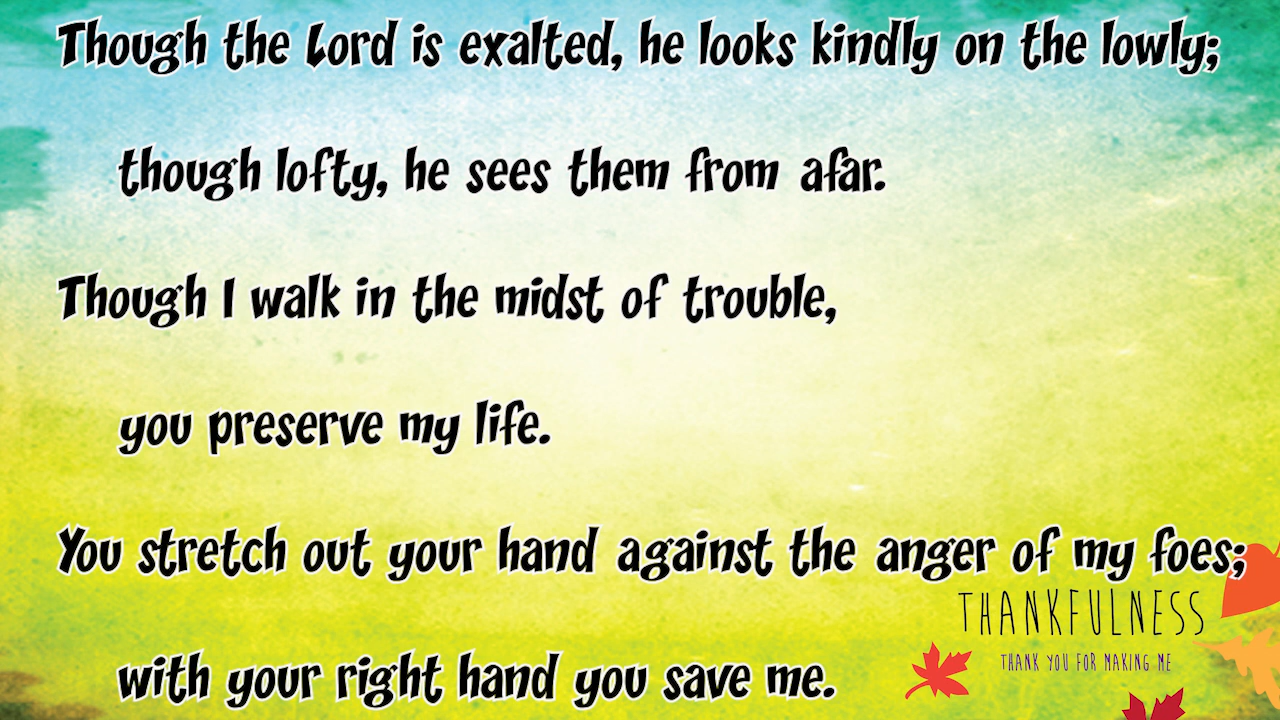 Though the Lord is exalted, he looks kindly on the lowly;
though lofty, he sees them from afar.
Though I walk in the midst of trouble,
you preserve my life.
You stretch out your hand against the anger of my foes;
with your right hand you save me.
THANKFULNESS
THANK YOU FOR MAKING ME